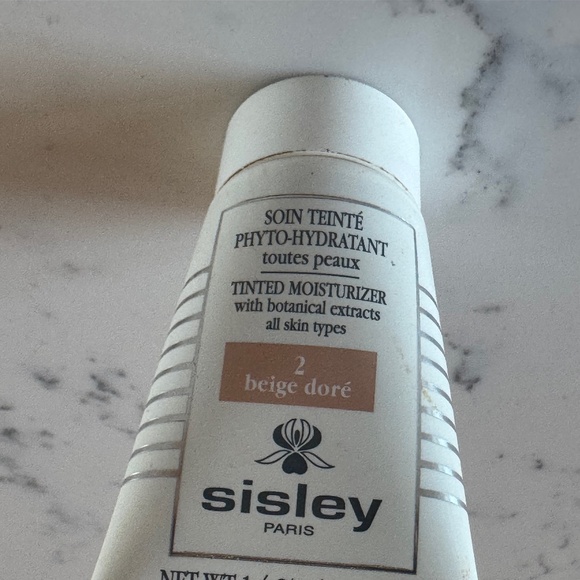 SOIN TEINTÉ
PHYTO-HYDRATANT
toutes peaux
TINTED MOISTURIZER
with botanical extracts
all skin types
2
beige doré
sisley
PARIS
NET WT 1